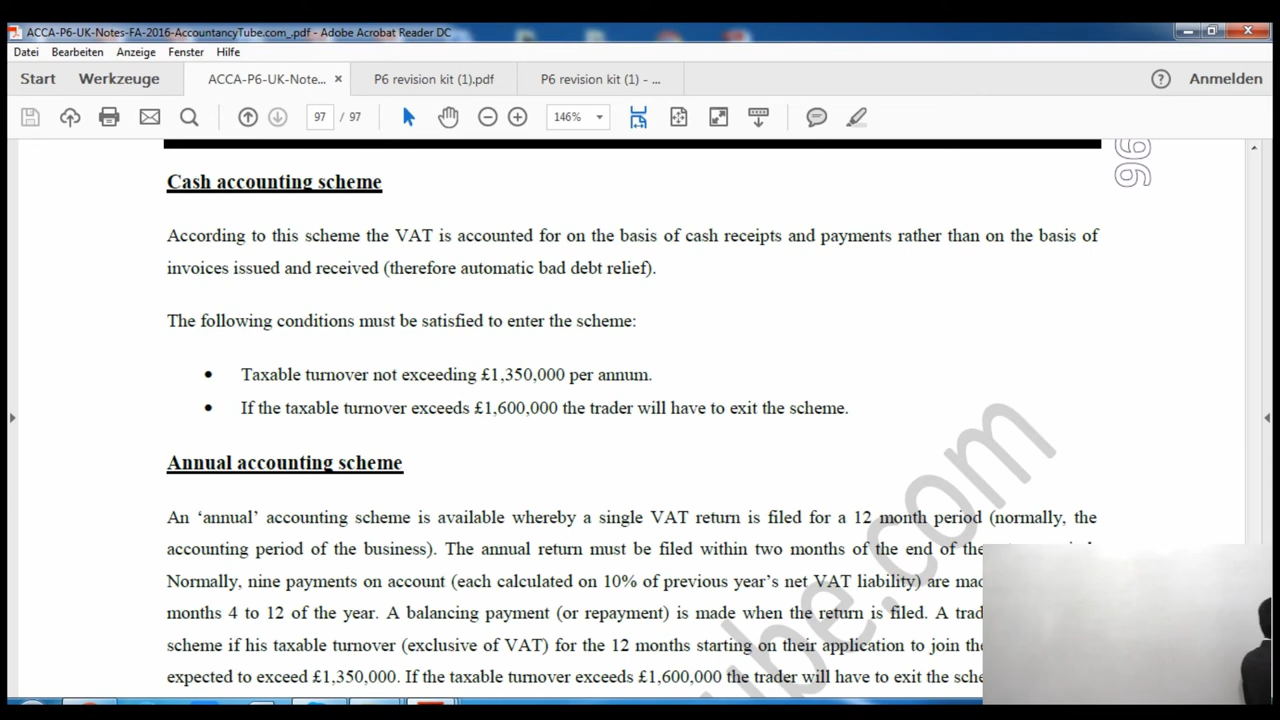 ACCA-P6-UK-Notes-FA-2016-AccountancyTube.com_.pdf - Adobe Acrobat Reader DC
Datei Bearbeiten Anzeige Fenster Hilfe
Start Werkzeuge ACCA-P6-UK-Note... × P6 revision kit (1).pdf P6 revision kit (1) - ... ? Anmelden
97 / 97 146%
96
Cash accounting scheme
According to this scheme the VAT is accounted for on the basis of cash receipts and payments rather than on the basis of
invoices issued and received (therefore automatic bad debt relief).
The following conditions must be satisfied to enter the scheme:
• Taxable turnover not exceeding £1,350,000 per annum.
• If the taxable turnover exceeds £1,600,000 the trader will have to exit the scheme.
Annual accounting scheme
An ‘annual’ accounting scheme is available whereby a single VAT return is filed for a 12 month period (normally, the
accounting period of the business). The annual return must be filed within two months of the end of the
Normally, nine payments on account (each calculated on 10% of previous year’s net VAT liability) are
months 4 to 12 of the year. A balancing payment (or repayment) is made when the return is filed. A
scheme if his taxable turnover (exclusive of VAT) for the 12 months starting on their application to join
expected to exceed £1,350,000. If the taxable turnover exceeds £1,600,000 the trader will have to exit the
ube.com